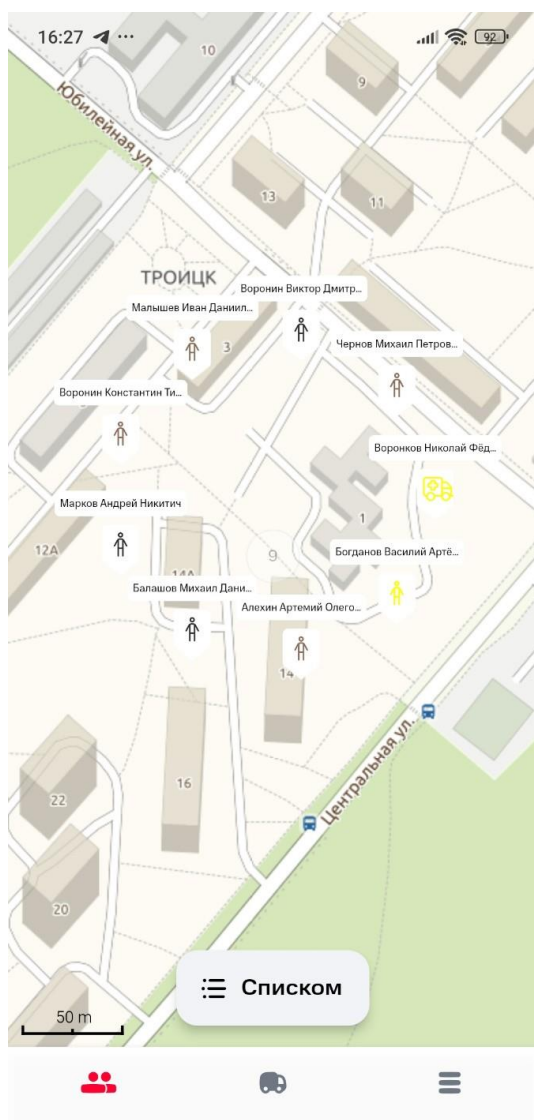 16:27
92
10
Юбилейная ул.
9
13
11
ТРОИЦК
Воронин Виктор Дмитр...
Малышев Иван Даниил...
3
Чернов Михаил Петров...
Воронин Константин Ти...
Воронков Николай Фёд...
Марков Андрей Никитич
1
12А
9
Богданов Василий Артё...
14А
Балашов Михаил Дани...
Алехин Артемий Олего...
14
16
Центральная ул.
22
20
Списком
50 m